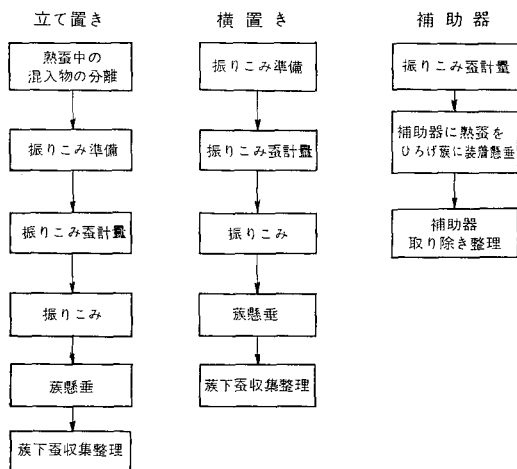 立て置き
熟蚕中の
混入物の分離
振りこみ準備
振りこみ蚕計量
振りこみ
蔟懸垂
蔟下蚕収集整理
横置き
振りこみ準備
振りこみ蚕計量
振りこみ
蔟懸垂
蔟下蚕収集整理
補助器
振りこみ蚕計量
補助器に熟蚕を
ひろげ蔟に装着懸垂
補助器
取り除き整理